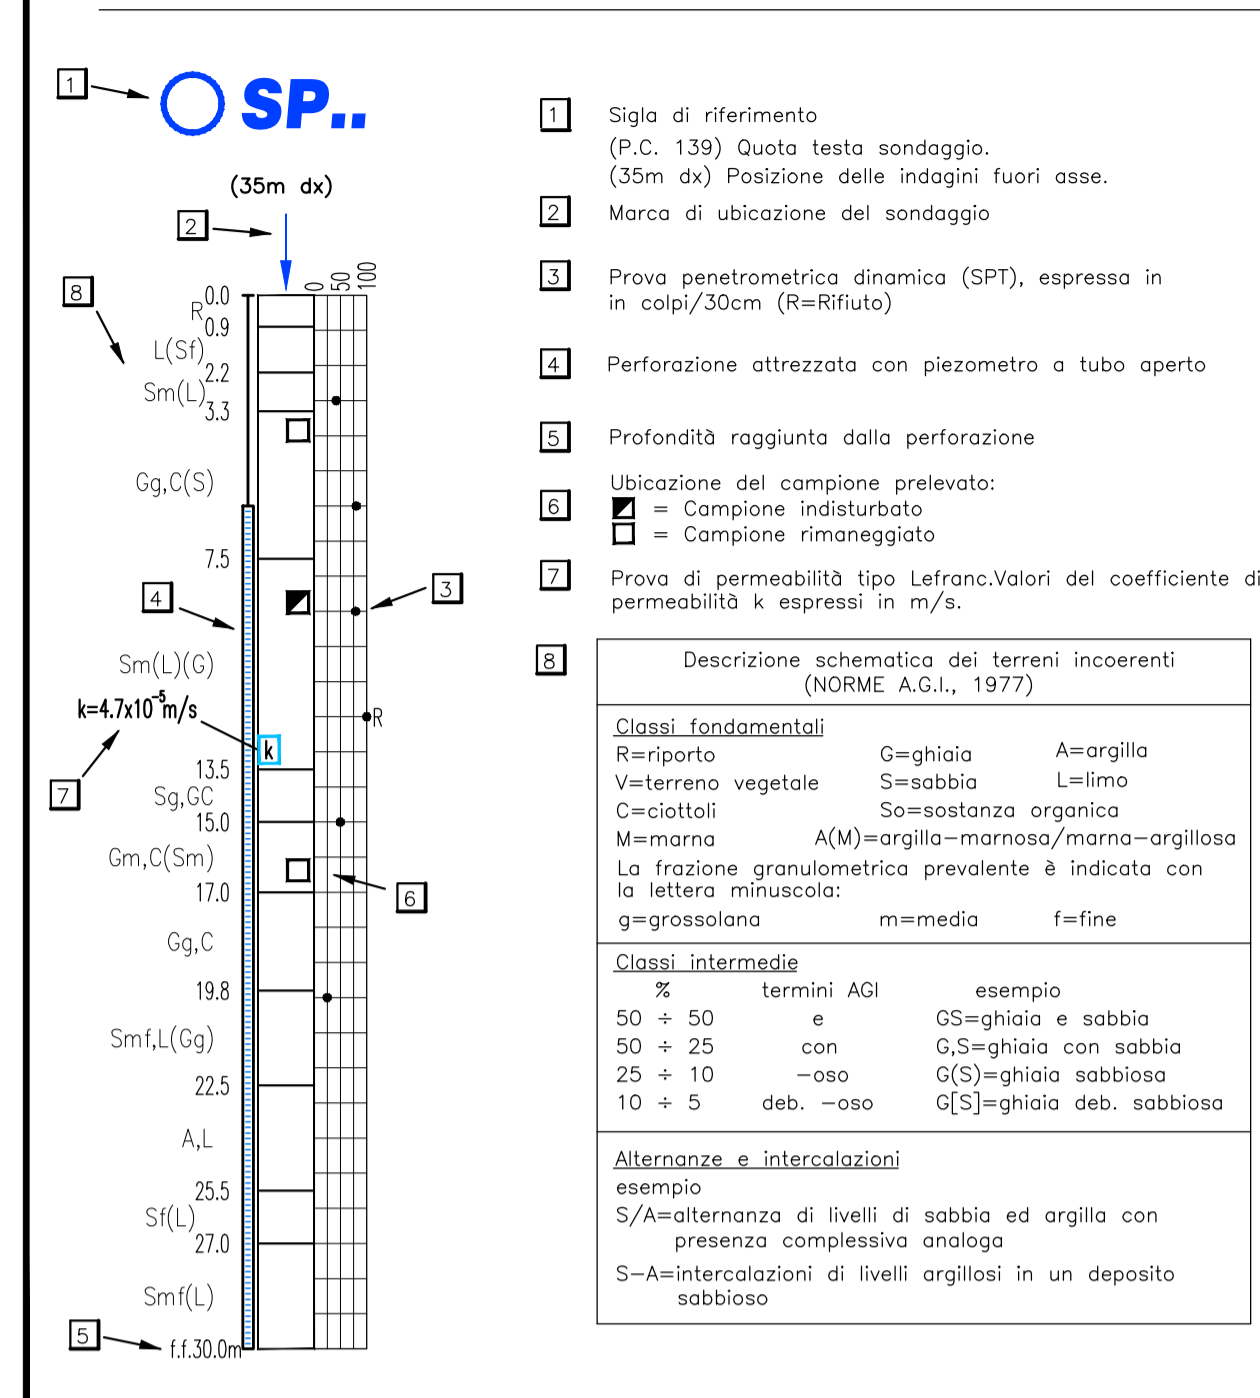 1
SP..
(35m dx)
2
8
0
50
100
0.0
R
0.9
L(Sf)
2.2
Sm(L)
3.3
Gg,C(S)
7.5
4
3
Sm(L)(G)
k=4.7x10⁻⁵m/s
R
k
7
13.5
Sg,GC
15.0
Gm,C(Sm)
17.0
6
Gg,C
19.8
Smf,L(Gg)
22.5
A,L
25.5
Sf(L)
27.0
Smf(L)
5
f.f.30.0m
1 Sigla di riferimento
(P.C. 139) Quota testa sondaggio.
(35m dx) Posizione delle indagini fuori asse.
2 Marca di ubicazione del sondaggio
3 Prova penetrometrica dinamica (SPT), espressa in
in colpi/30cm (R=Rifiuto)
4 Perforazione attrezzata con piezometro a tubo aperto
5 Profondità raggiunta dalla perforazione
Ubicazione del campione prelevato:
6 = Campione indisturbato
= Campione rimaneggiato
7 Prova di permeabilità tipo Lefranc.Valori del coefficiente di
permeabilità k espressi in m/s.
8 Descrizione schematica dei terreni incoerenti
(NORME A.G.I., 1977)
Classi fondamentali
R=riporto G=ghiaia A=argilla
V=terreno vegetale S=sabbia L=limo
C=ciottoli So=sostanza organica
M=marna A(M)=argilla-marnosa/marna-argillosa
La frazione granulometrica prevalente è indicata con
la lettera minuscola:
g=grossolana m=media f=fine
Classi intermedie
% termini AGI esempio
50 ÷ 50 e GS=ghiaia e sabbia
50 ÷ 25 con G,S=ghiaia con sabbia
25 ÷ 10 -oso G(S)=ghiaia sabbiosa
10 ÷ 5 deb. -oso G[S]=ghiaia deb. sabbiosa
Alternanze e intercalazioni
esempio
S/A=alternanza di livelli di sabbia ed argilla con
presenza complessiva analoga
S-A=intercalazioni di livelli argillosi in un deposito
sabbioso